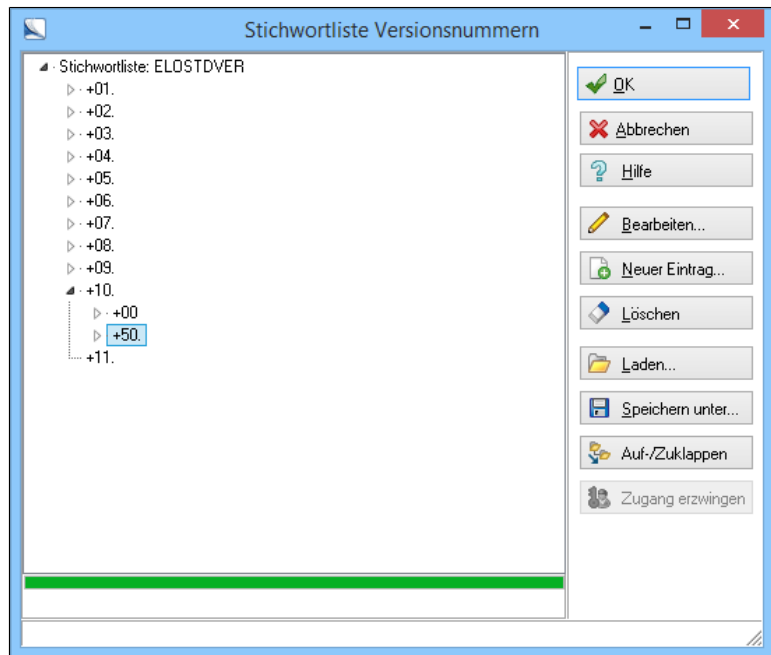 Stichwortliste Versionsnummern
Stichwortliste: ELOSTDVER
+01.
+02.
+03.
+04.
+05.
+06.
+07.
+08.
+09.
+10.
+00
+50.
+11.
OK
Abbrechen
Hilfe
Bearbeiten...
Neuer Eintrag...
Löschen
Laden...
Speichern unter...
Auf-/Zuklappen
Zugang erzwingen